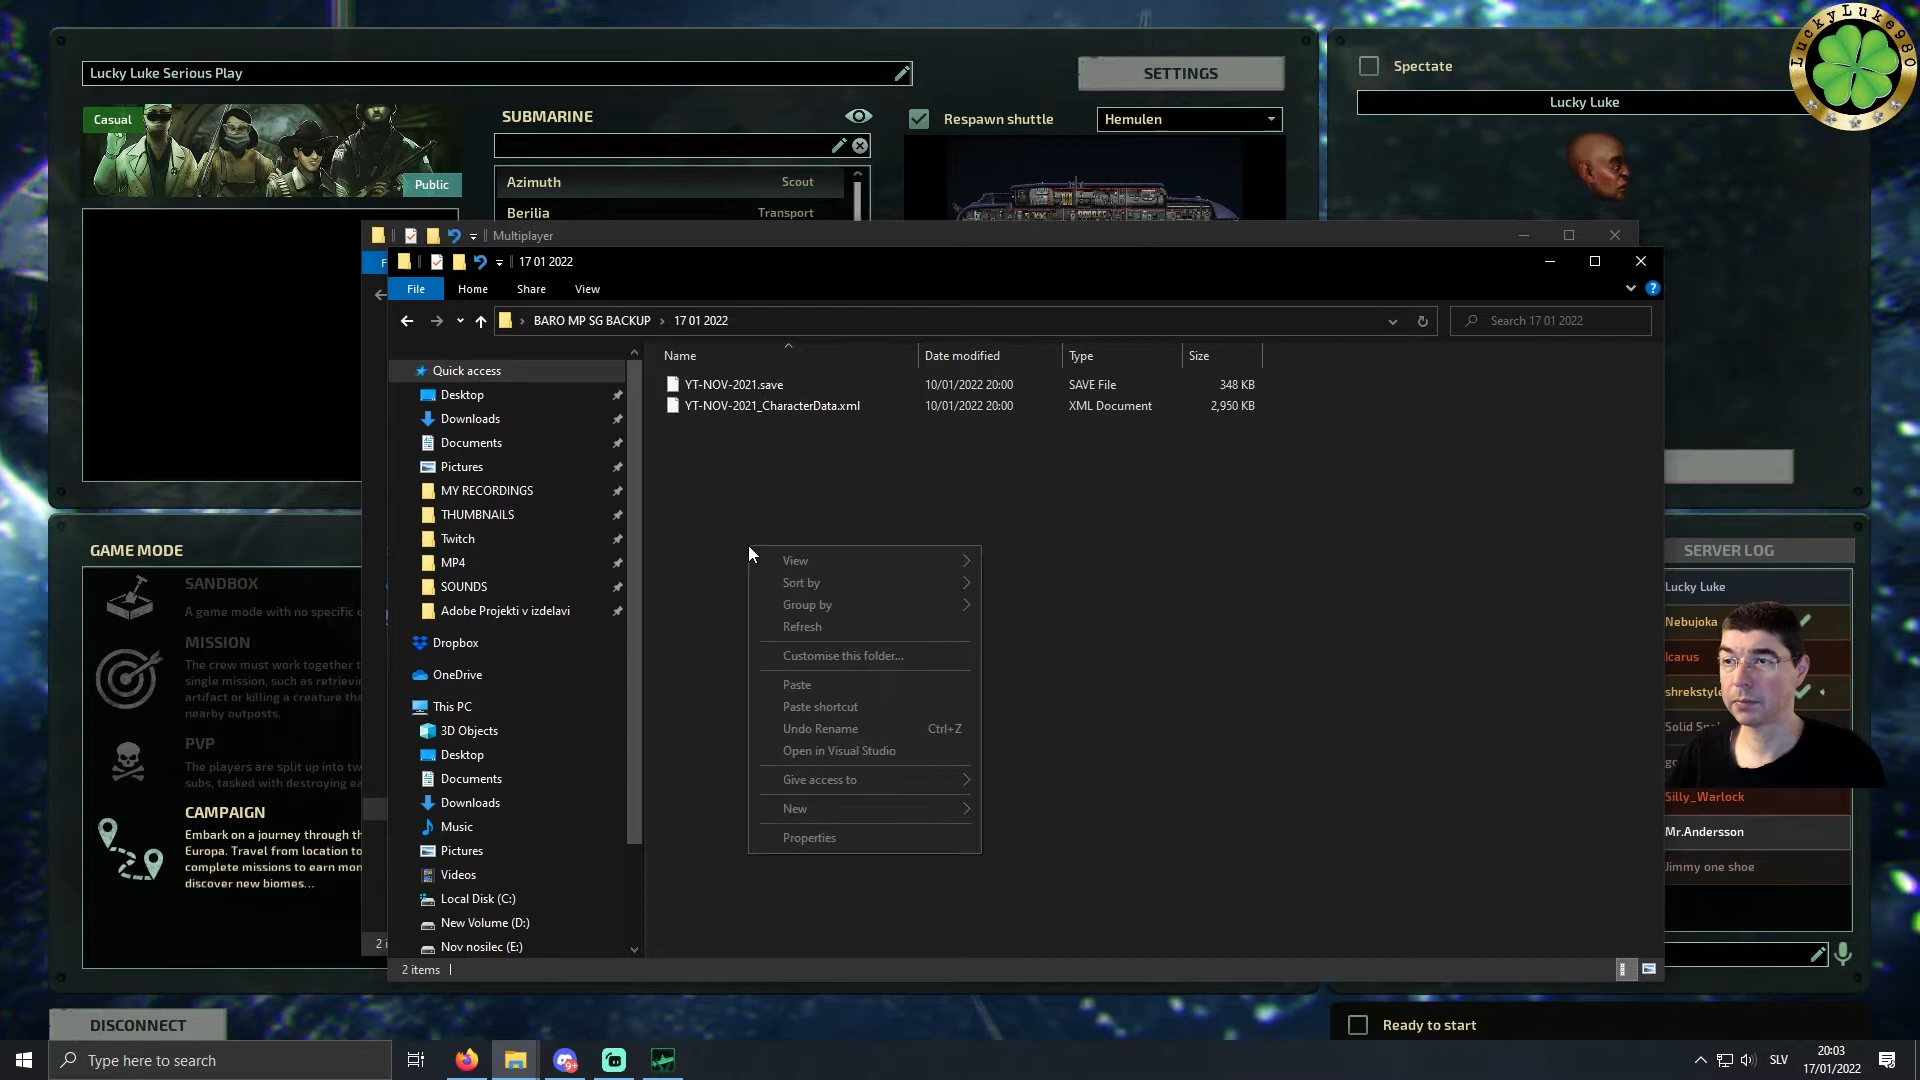 Lucky Luke Serious Play
SETTINGS
Casual
Public
SUBMARINE
Respawn shuttle
Hemulen
Azimuth
Scout
Berilia
Transport
Spectate
Lucky Luke
LuckyLuke980
Multiplayer
F
17 01 2022
File
Home
Share
View
BARO MP SG BACKUP
17 01 2022
Search 17 01 2022
Name
Date modified
Type
Size
YT-NOV-2021.save
10/01/2022 20:00
SAVE File
348 KB
YT-NOV-2021_CharacterData.xml
10/01/2022 20:00
XML Document
2,950 KB
Quick access
Desktop
Downloads
Documents
Pictures
MY RECORDINGS
THUMBNAILS
Twitch
MP4
SOUNDS
Adobe Projekti v izdelavi
Dropbox
OneDrive
This PC
3D Objects
Desktop
Documents
Downloads
Music
Pictures
Videos
Local Disk (C:)
New Volume (D:)
Nov nosilec (E:)
2 items
2 i
View
Sort by
Group by
Refresh
Customise this folder...
Paste
Paste shortcut
Undo Rename Ctrl+Z
Open in Visual Studio
Give access to
New
Properties
GAME MODE
SANDBOX
A game mode with no specific
MISSION
The crew must work together
single mission, such as
artifact or killing a creature
nearby outposts.
PVP
The players are split up into
subs, tasked with destroying
CAMPAIGN
Embark on a journey through
Europa. Travel from location to
complete missions to earn
discover new biomes...
SERVER LOG
Lucky Luke
Nebujoka
Icarus
shrekstyle
Solid
Silly_Warlock
Mr.Andersson
Jimmy one shoe
DISCONNECT
Ready to start
Type here to search
9+
SLV
20:03
17/01/2022